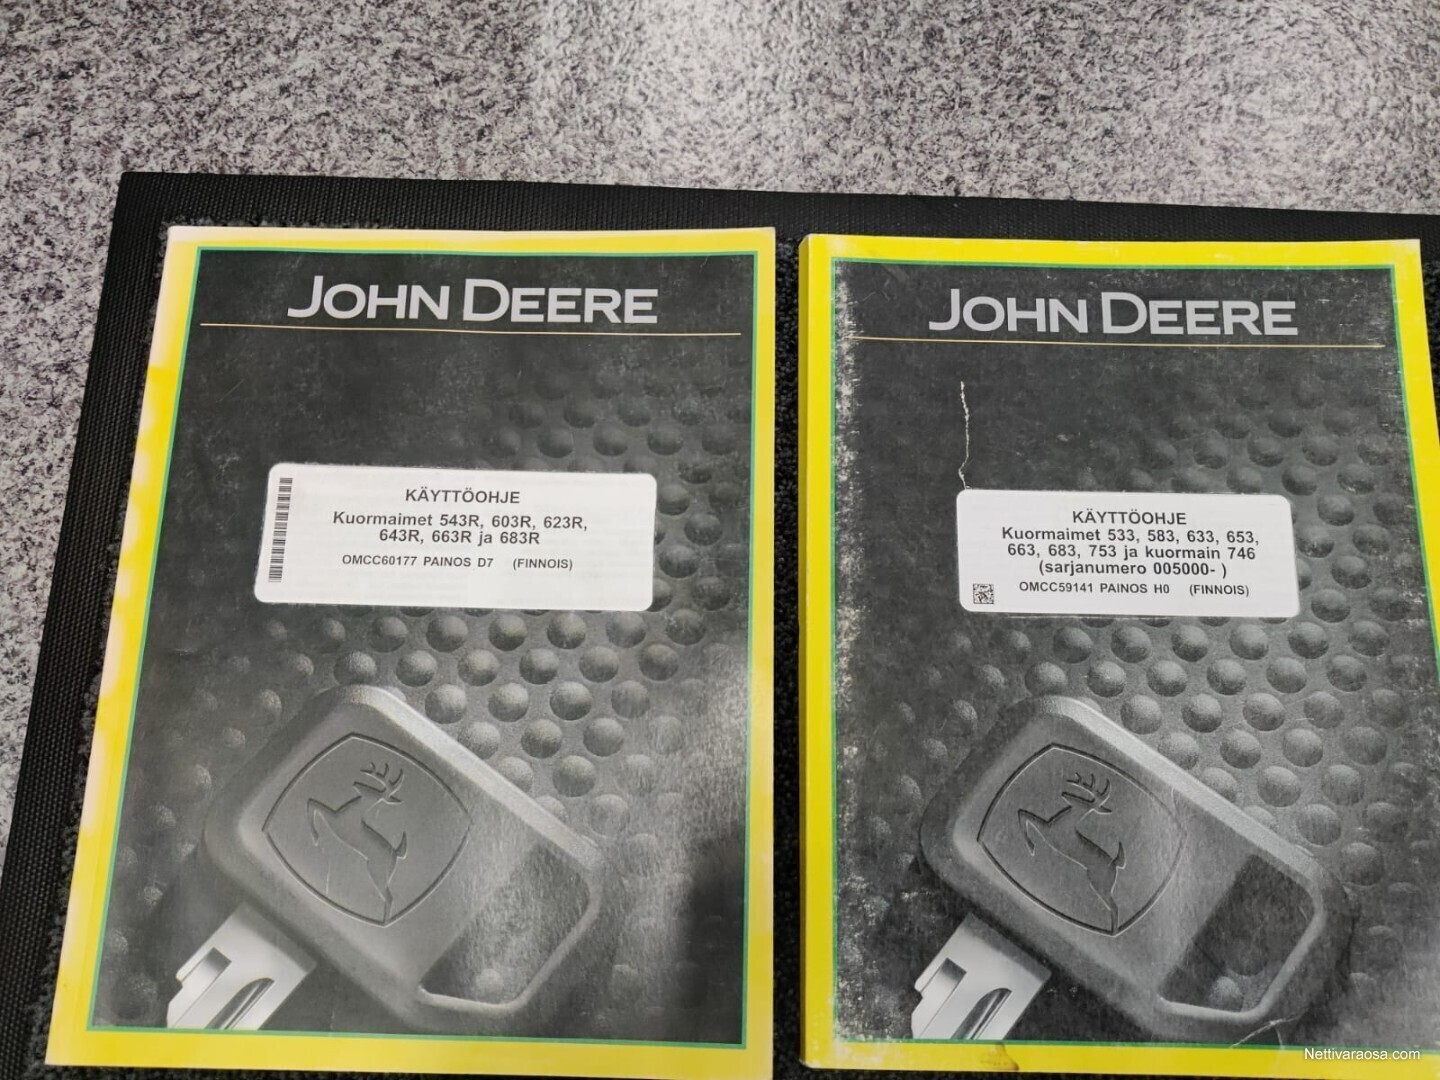 JOHN DEERE
KÄYTTÖOHJE
Kuormaimet 543R, 603R, 623R,
643R, 663R ja 683R
OMCC60177 PAINOS D7 (FINNOIS)
JOHN DEERE
KÄYTTÖOHJE
Kuormaimet 533, 583, 633, 653,
663, 683, 753 ja kuormain 746
(sarjanumero 005000- )
OMCC59141 PAINOS H0 (FINNOIS)
Nettivaraosa.com